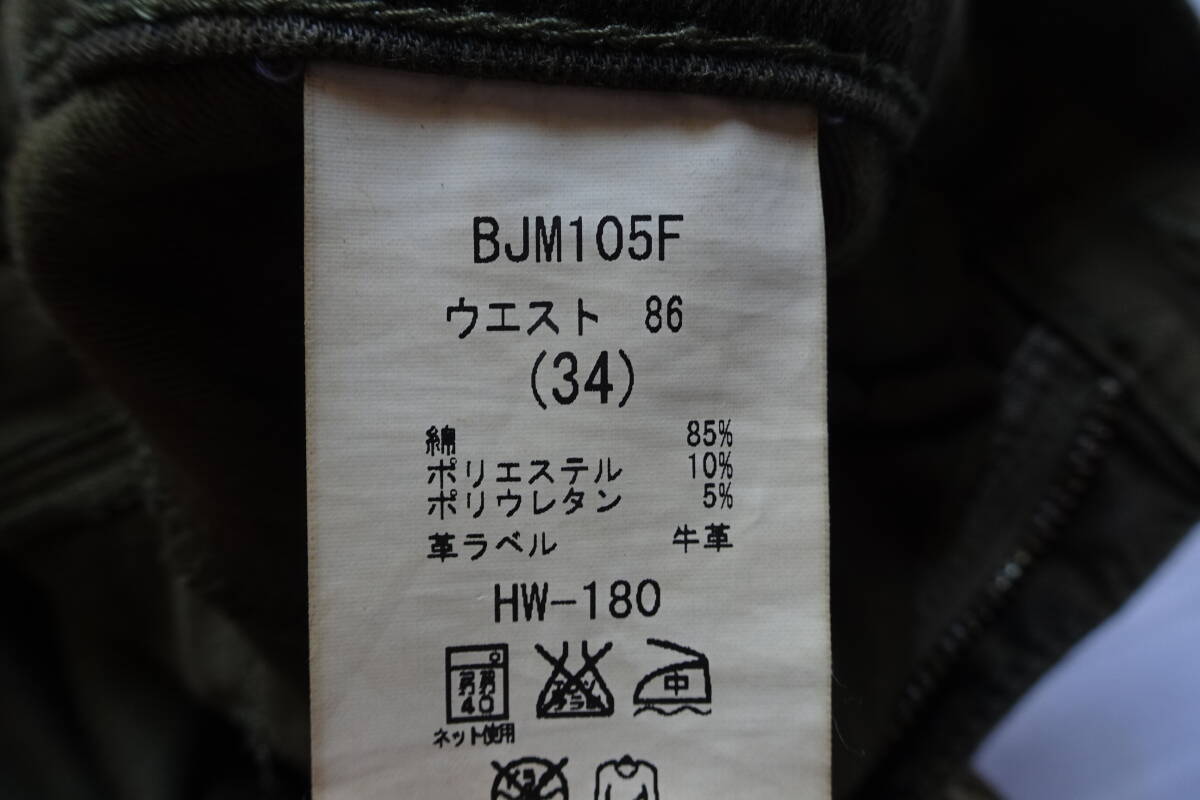 BJM105F
ウエスト 86
(34)
綿 85%
ポリエステル 10%
ポリウレタン 5%
革ラベル 牛革
HW-180
中
40
ネット使用